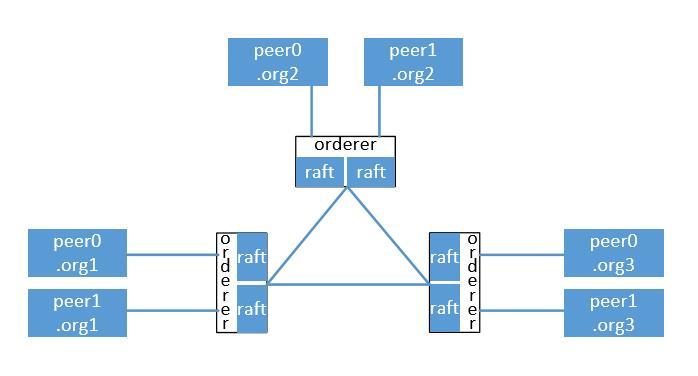 peer0
.org2
peer1
.org2
orderer
raft raft
peer0
.org1
peer1
.org1
orderer
raft
raft
raft
raft
orderer
peer0
.org3
peer1
.org3